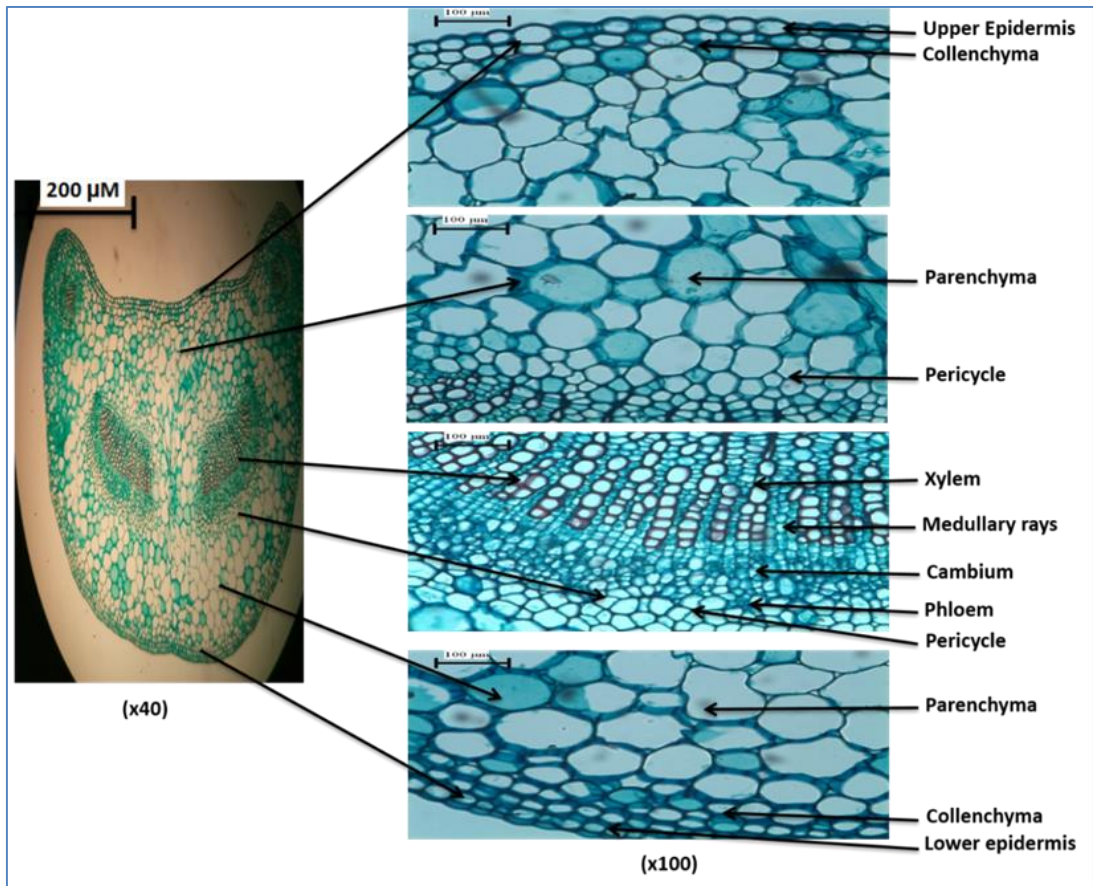 100 µm
Upper Epidermis
Collenchyma
200 µM
100 µm
Parenchyma
Pericycle
100 µm
Xylem
Medullary rays
Cambium
Phloem
Pericycle
(x40)
100 µm
Parenchyma
Collenchyma
Lower epidermis
(x100)